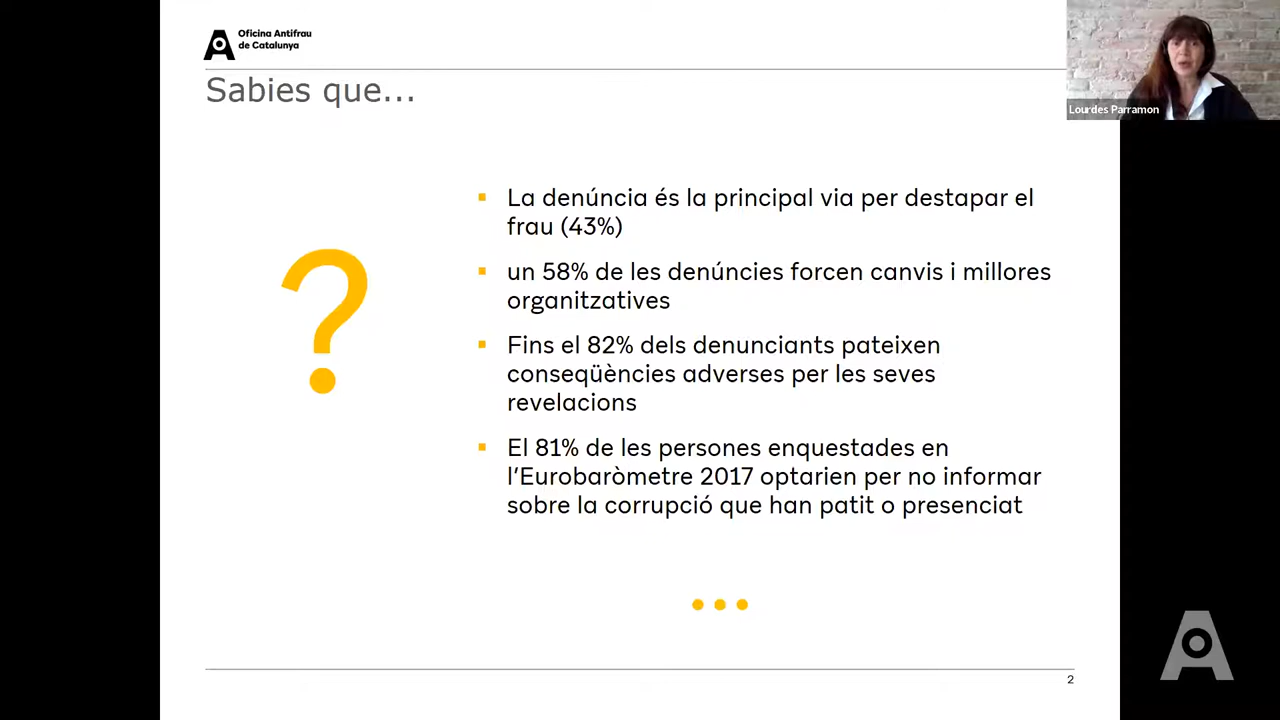 Oficina Antifrau
de Catalunya
Sabies que...
Lourdes Parramon
?
▪ La denúncia és la principal via per destapar el
frau (43%)
▪ un 58% de les denúncies forcen canvis i millores
organitzatives
▪ Fins el 82% dels denunciants pateixen
conseqüències adverses per les seves
revelacions
▪ El 81% de les persones enquestades en
l’Eurobaròmetre 2017 optarien per no informar
sobre la corrupció que han patit o presenciat
...
2